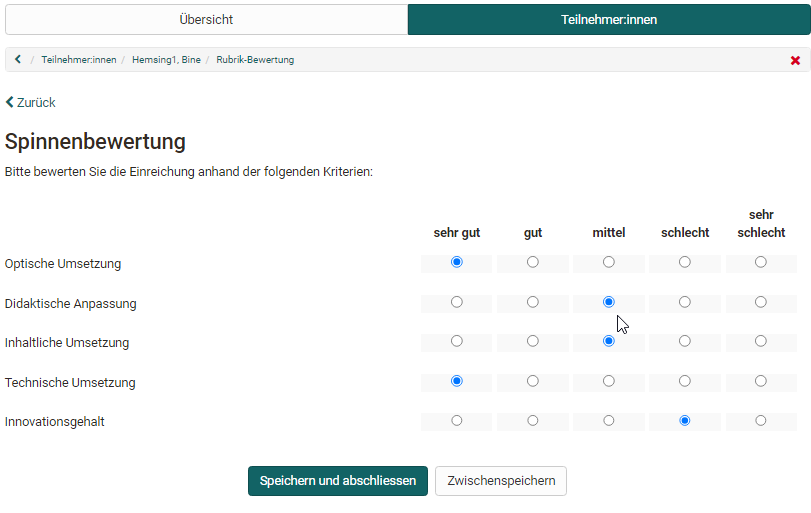 Übersicht
Teilnehmer:innen
/ Teilnehmer:innen / Hemsing1, Bine / Rubrik-Bewertung
Zurück
Spinnenbewertung
Bitte bewerten Sie die Einreichung anhand der folgenden Kriterien:
sehr gut
gut
mittel
schlecht
sehr
schlecht
Optische Umsetzung
Didaktische Anpassung
Inhaltliche Umsetzung
Technische Umsetzung
Innovationsgehalt
Speichern und abschliessen
Zwischenspeichern